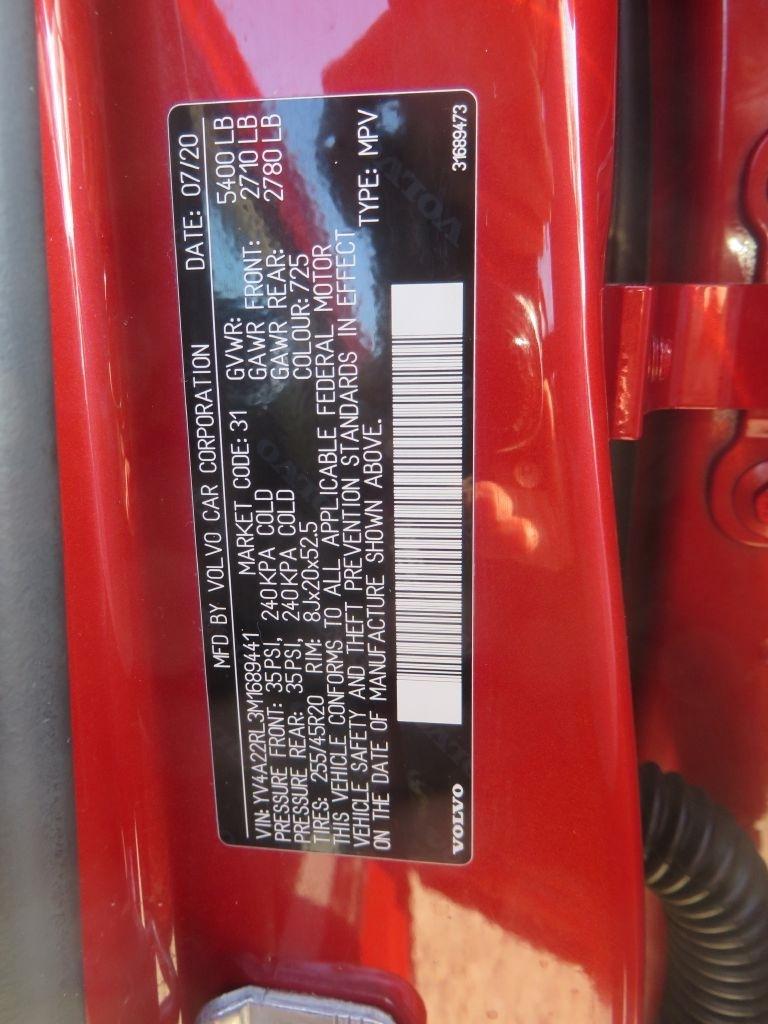 MFD BY VOLVO CAR CORPORATION DATE: 07/20
VIN: YV4A22RL3M1689441 MARKET CODE: 31 GVWR: 5400 LB
PRESSURE FRONT: 35PSI, 240KPA COLD GAWR FRONT: 2710 LB
PRESSURE REAR: 35PSI, 240KPA COLD GAWR REAR: 2780 LB
TIRES: 255/45R20 RIM: 8Jx20x52.5 COLOUR: 725
THIS VEHICLE CONFORMS TO ALL APPLICABLE FEDERAL MOTOR
VEHICLE SAFETY AND THEFT PREVENTION STANDARDS IN EFFECT
ON THE DATE OF MANUFACTURE SHOWN ABOVE. TYPE: MPV
VOLVO 31689473